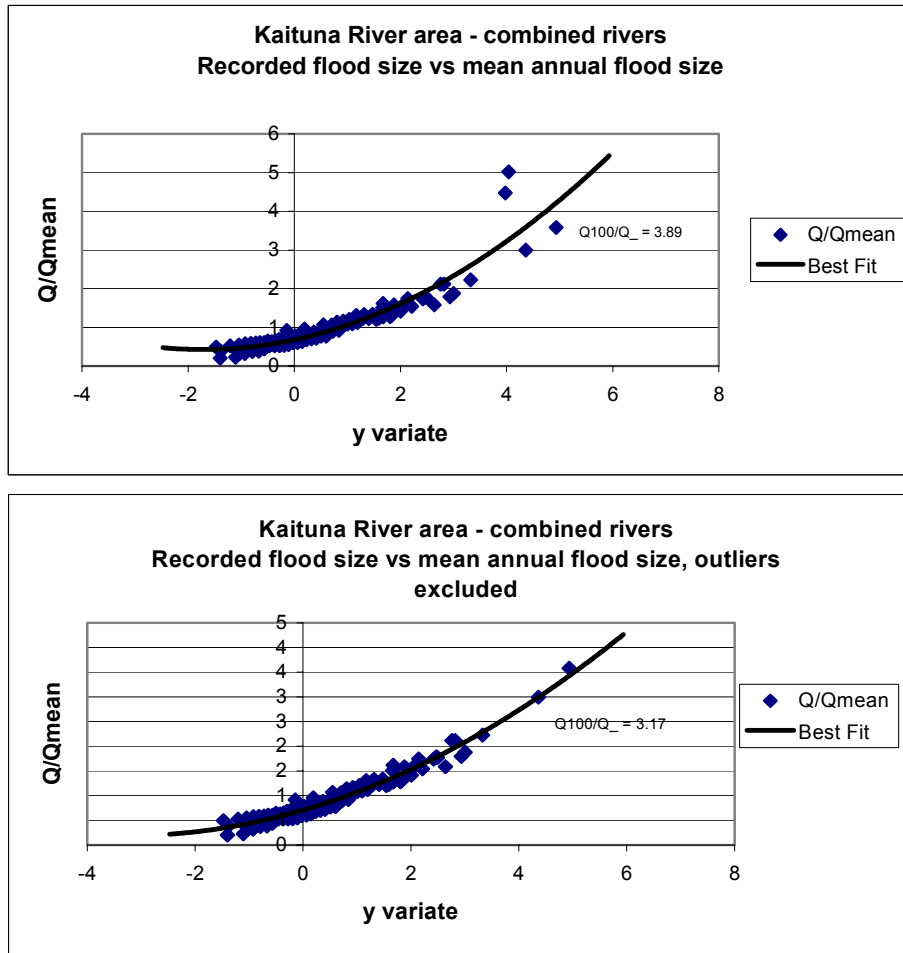 Kaituna River area - combined rivers
Recorded flood size vs mean annual flood size
Q/Qmean
6
5
4
3
2
1
0
-4
-2
0
2
4
6
8
y variate
Q100/Q_ = 3.89
Q/Qmean
Best Fit
Kaituna River area - combined rivers
Recorded flood size vs mean annual flood size, outliers
excluded
Q/Qmean
5
4
4
3
3
2
2
1
1
0
-4
-2
0
2
4
6
8
y variate
Q100/Q_ = 3.17
Q/Qmean
Best Fit